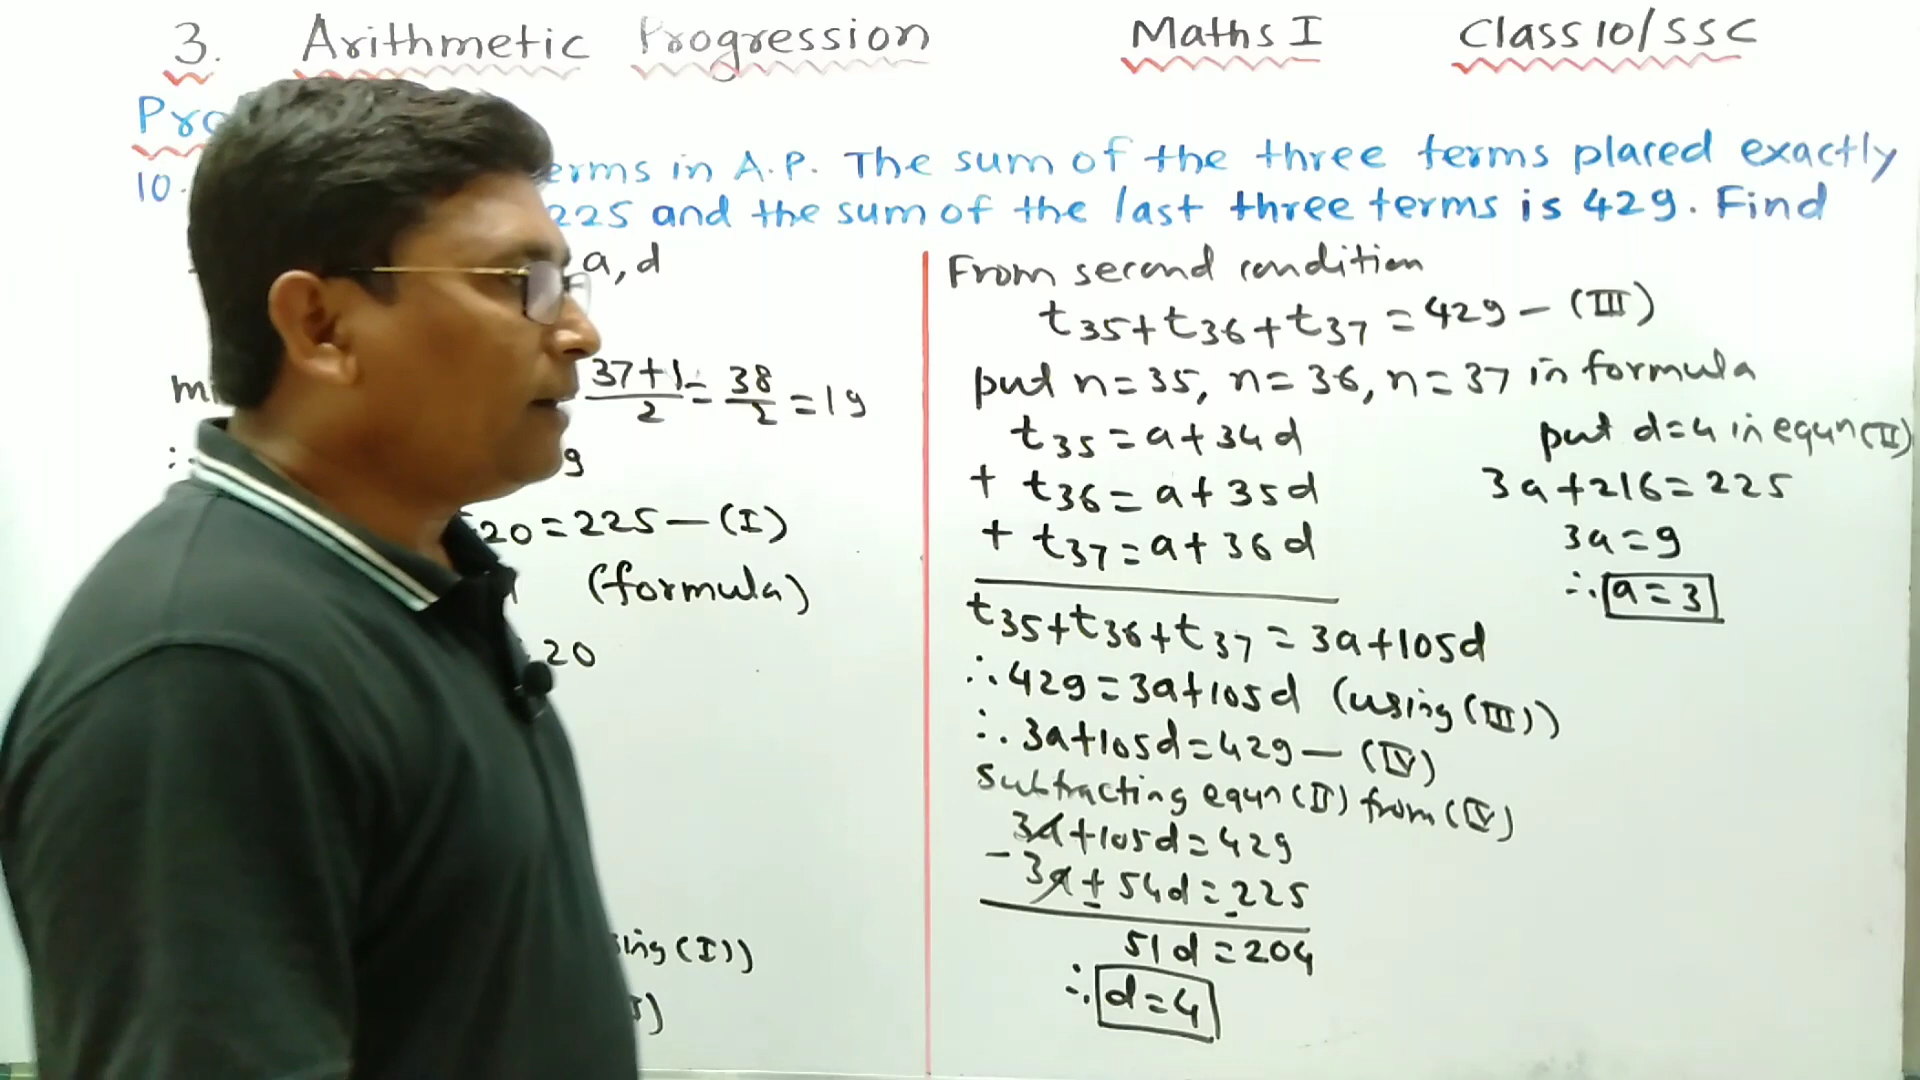 3. Arithmetic Progression Maths I Class 10/SSC
10. terms in A.P. The sum of the three terms placed exactly
225 and the sum of the last three terms is 429. Find
a, d
37+1/2 = 38/2 = 19
20 = 225 — (I)
(formula)
20
(I))
From second condition
t35+t36+t37 = 429 — (III)
put n=35, n=36, n=37 in formula
t35 = a+34d
+ t36 = a+35d
+ t37 = a+36d
t35+t36+t37 = 3a+105d
∴ 429 = 3a+105d (using (III))
∴ 3a+105d = 429 — (IV)
Subtracting equn (II) from (IV)
3a+105d = 429
- 3a ± 54d = 225
51d = 204
∴ d = 4
put d=4 in equn (II)
3a+216 = 225
3a = 9
∴ a = 3